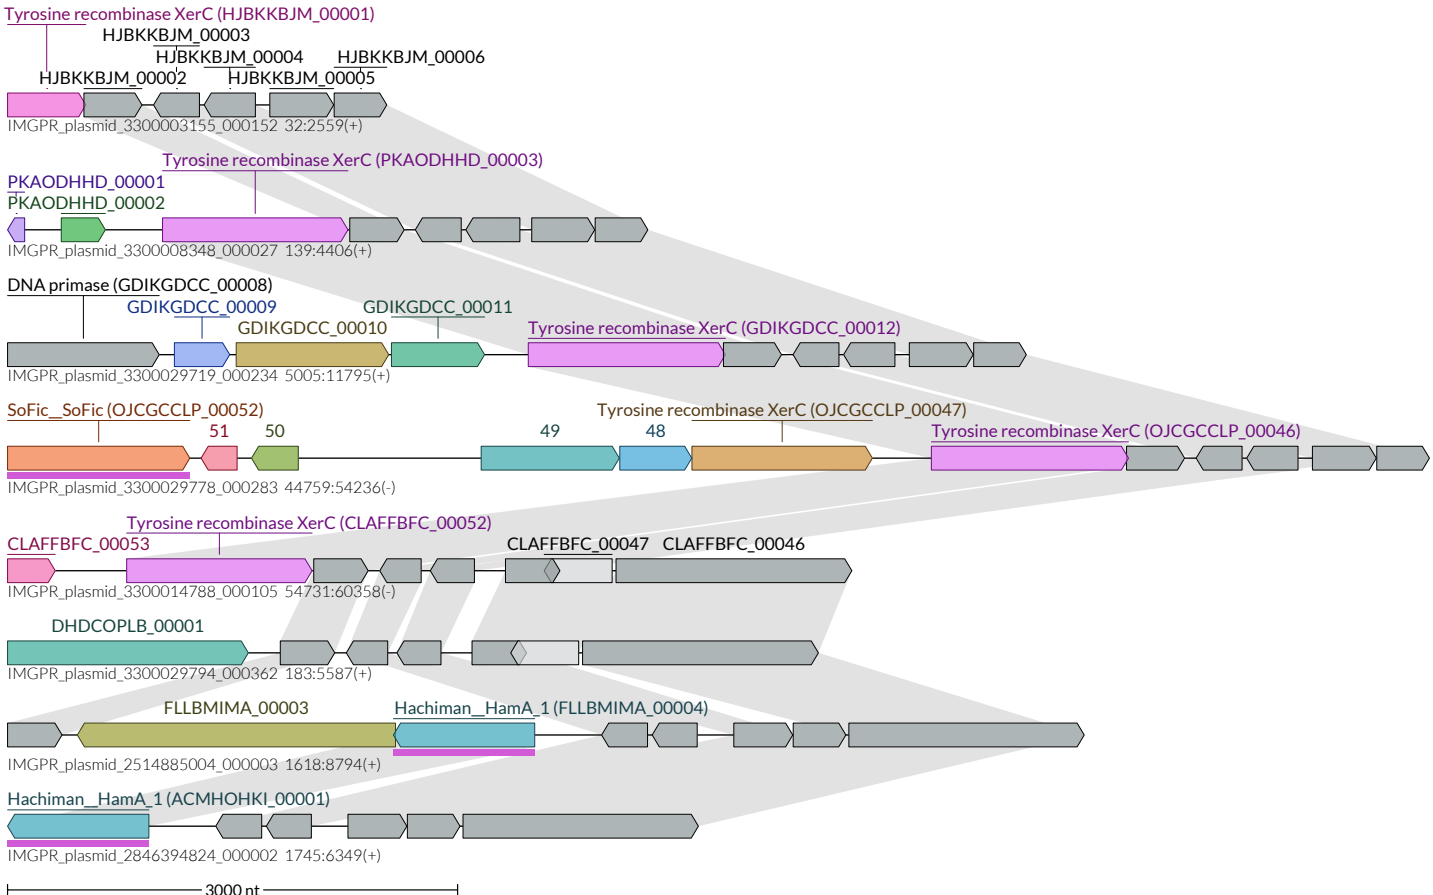 Tyrosine recombinase XerC (HJBKKBJM_00001)
HJBKKBJM_00003
HJBKKBJM_00004 HJBKKBJM_00006
HJBKKBJM_00002 HJBKKBJM_00005
IMGPR_plasmid_3300003155_000152 32:2559(+)
Tyrosine recombinase XerC (PKAODHHD_00003)
PKAODHHD_00001
PKAODHHD_00002
IMGPR_plasmid_3300008348_000027 139:4406(+)
DNA primase (GDIKGDCC_00008)
GDIKGDCC_00009 GDIKGDCC_00011
GDIKGDCC_00010 Tyrosine recombinase XerC (GDIKGDCC_00012)
IMGPR_plasmid_3300029719_000234 5005:11795(+)
SoFic__SoFic (OJCGCCLP_00052) Tyrosine recombinase XerC (OJCGCCLP_00047)
51 50 49 48 Tyrosine recombinase XerC (OJCGCCLP_00046)
IMGPR_plasmid_3300029778_000283 44759:54236(-)
Tyrosine recombinase XerC (CLAFFBFC_00052)
CLAFFBFC_00053 CLAFFBFC_00047 CLAFFBFC_00046
IMGPR_plasmid_3300014788_000105 54731:60358(-)
DHDCOPLB_00001
IMGPR_plasmid_3300029794_000362 183:5587(+)
FLLBMIMA_00003 Hachiman__HamA_1 (FLLBMIMA_00004)
IMGPR_plasmid_2514885004_000003 1618:8794(+)
Hachiman__HamA_1 (ACMHOHKI_00001)
IMGPR_plasmid_2846394824_000002 1745:6349(+)
3000 nt